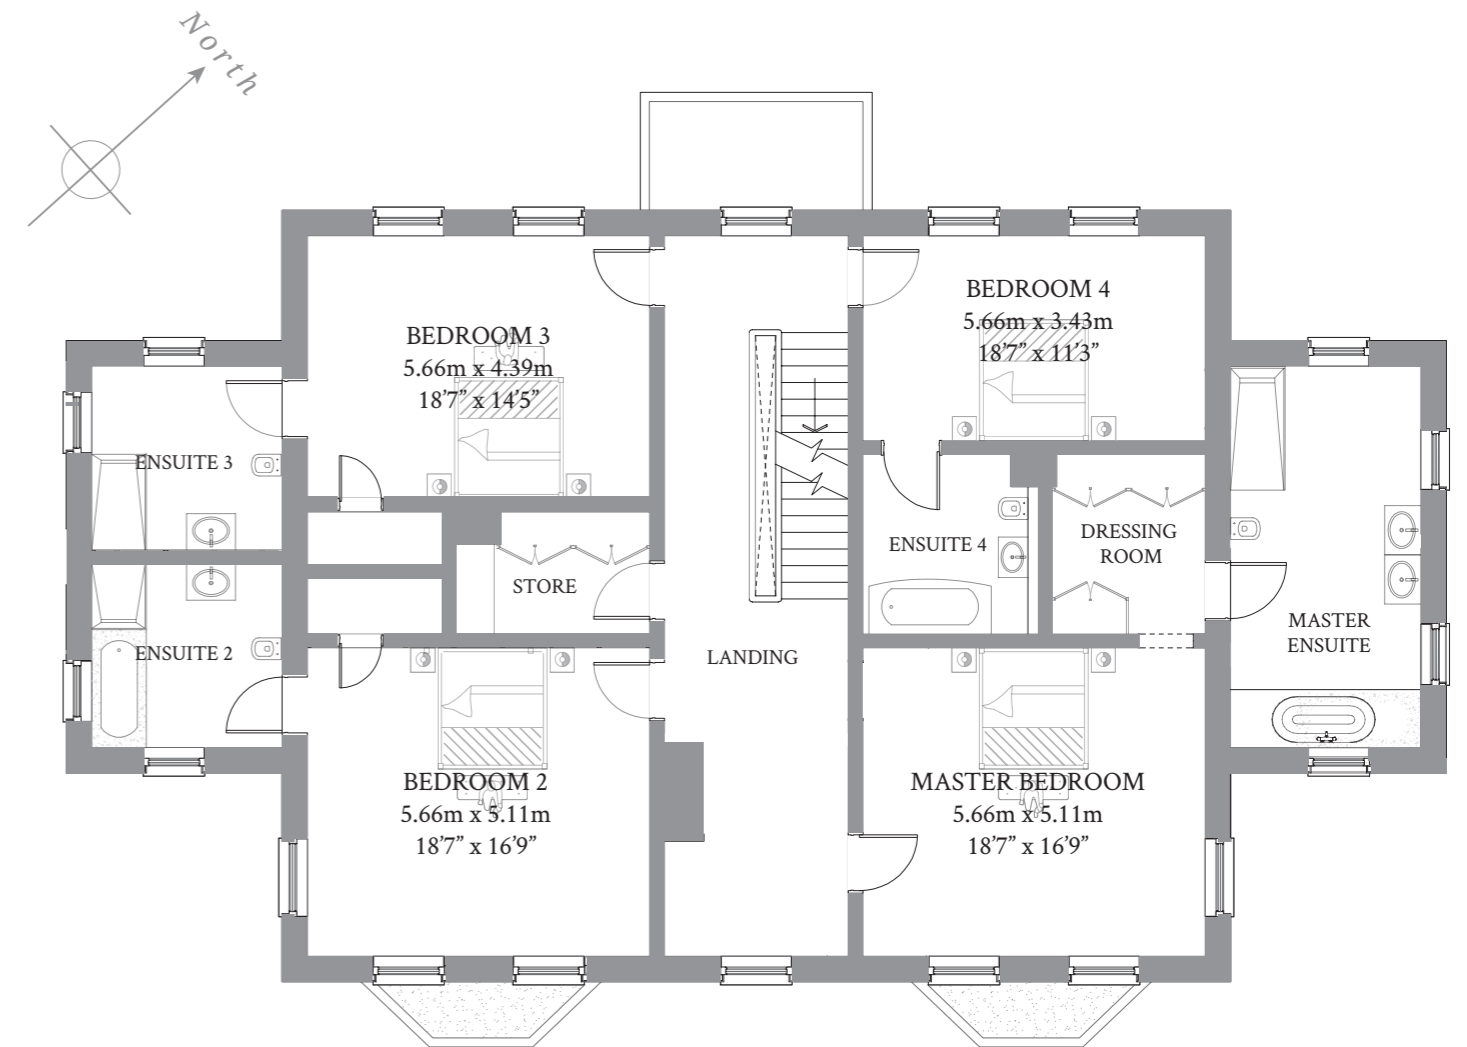 North
BEDROOM 3
5.66m x 4.39m
18'7” x 14'5”
BEDROOM 4
5.66m x 3.43m
18'7” x 11'3”
ENSUITE 3
ENSUITE 4
DRESSING
ROOM
STORE
MASTER
ENSUITE
ENSUITE 2
LANDING
BEDROOM 2
5.66m x 5.11m
18'7” x 16'9”
MASTER BEDROOM
5.66m x 5.11m
18'7” x 16'9”